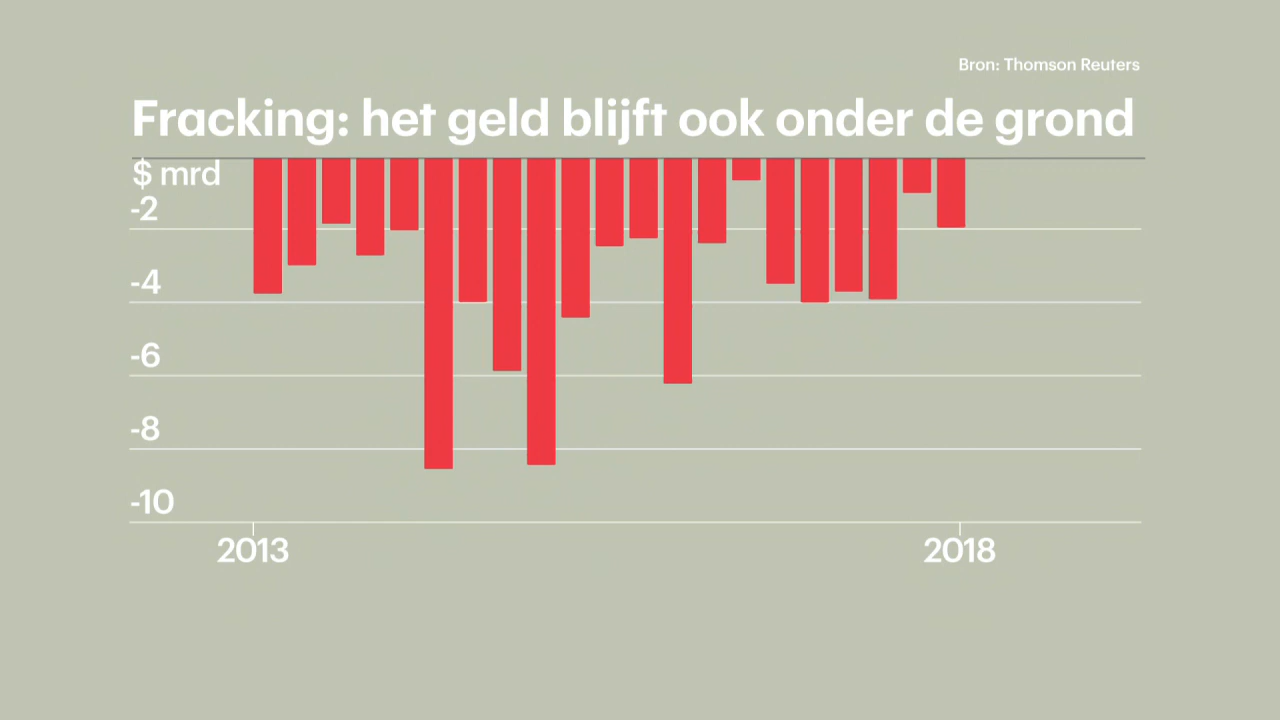 Bron: Thomson Reuters
Fracking: het geld blijft ook onder de grond
$ mrd
-2
-4
-6
-8
-10
2013 2018